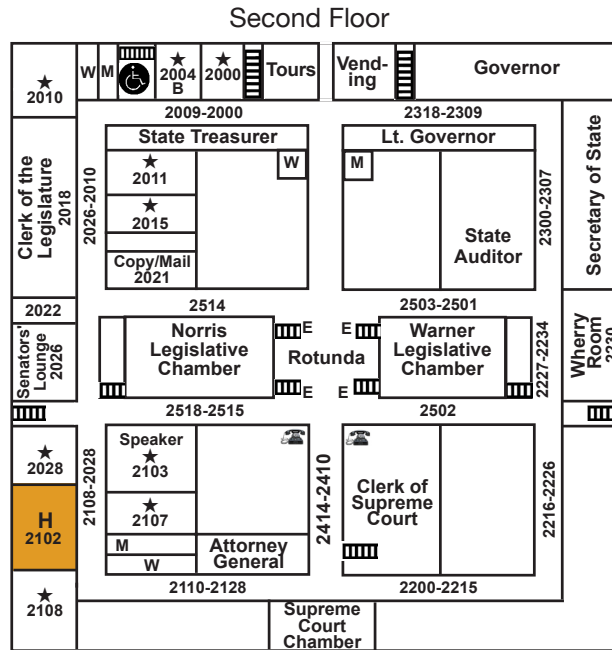 Second Floor
★
2010
W
M
★
2004
B
★
2000
Tours
Vend-
ing
Governor
2009-2000
2318-2309
State Treasurer
Lt. Governor
★
2011
W
M
★
2015
Copy/Mail
2021
State
Auditor
Clerk of the
Legislature
2018
2026-2010
2300-2307
Secretary of State
2022
2514
2503-2501
Senators'
Lounge
2026
Norris
Legislative
Chamber
E
E
Rotunda
E
E
Warner
Legislative
Chamber
2227-2234
Wherry
Room
2230
2518-2515
2502
★
2028
2108-2028
Speaker
★
2103
★
2107
M
W
Attorney
General
2414-2410
Clerk of
Supreme
Court
2216-2226
H
2102
★
2108
2110-2128
2200-2215
Supreme
Court
Chamber